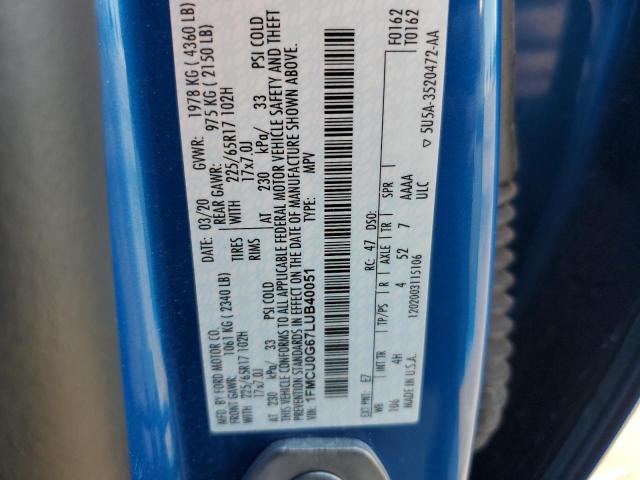 MFD. BY FORD MOTOR CO.
DATE: 03/20 GVWR: 1978 KG ( 4360 LB)
FRONT GAWR: 1061 KG ( 2340 LB) REAR GAWR: 975 KG ( 2150 LB)
WITH 225/65R17 102H TIRES WITH 225/65R17 102H
17x7.0J RIMS 17x7.0J
AT 230 kPa/ 33 PSI COLD AT 230 kPa/ 33 PSI COLD
THIS VEHICLE CONFORMS TO ALL APPLICABLE FEDERAL MOTOR VEHICLE SAFETY AND THEFT
PREVENTION STANDARDS IN EFFECT ON THE DATE OF MANUFACTURE SHOWN ABOVE.
VIN: 1FMCU0G67LUB40051 TYPE: MPV
F0162
T0162
EXT PNT: E7 RC: 47 DSO:
WB INT TR TP/PS R AXLE TR SPR
106 4H 4 52 7 AAAA
MADE IN U.S.A. 1202003115106 ULC
▽ 5U5A-3520472-AA